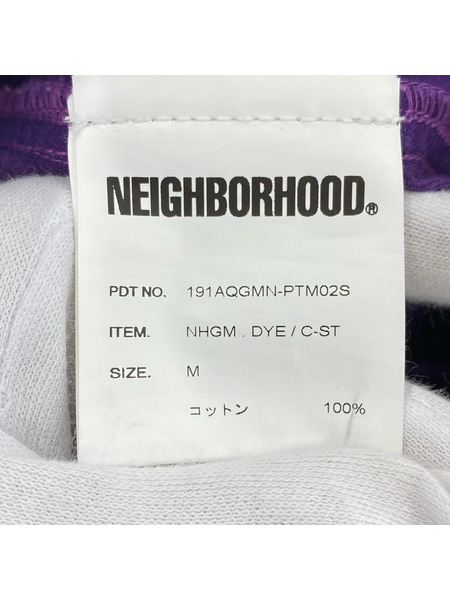 NEIGHBORHOOD®
PDT NO. 191AQGMN-PTM02S
ITEM. NHGM . DYE / C-ST
SIZE. M
コットン 100%